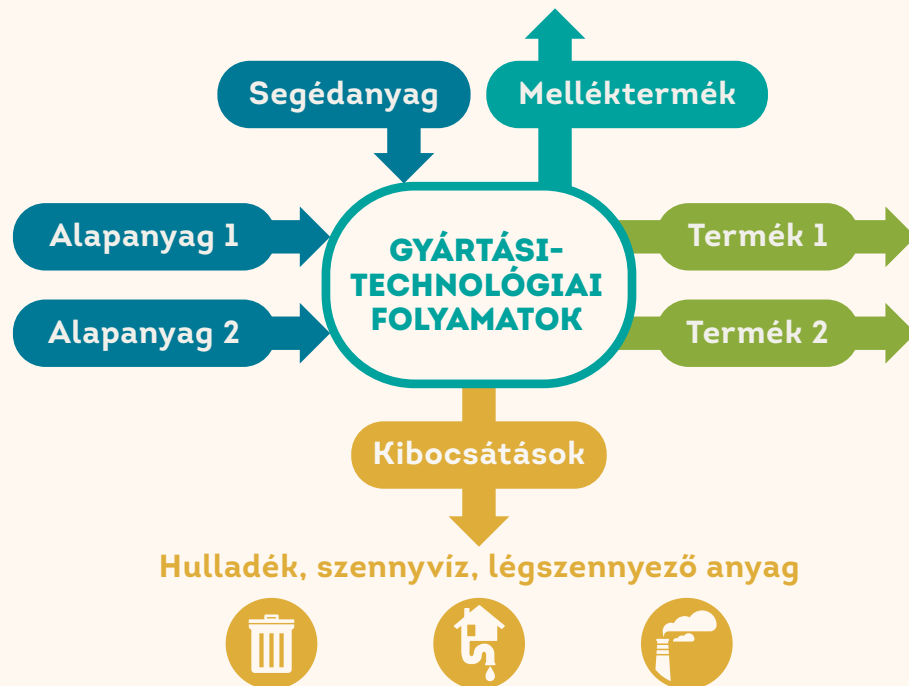 Segédanyag
Melléktermék
Alapanyag 1
GYÁRTÁSI-
TECHNOLÓGIAI
FOLYAMATOK
Termék 1
Alapanyag 2
Termék 2
Kibocsátások
Hulladék, szennyvíz, légszennyező anyag